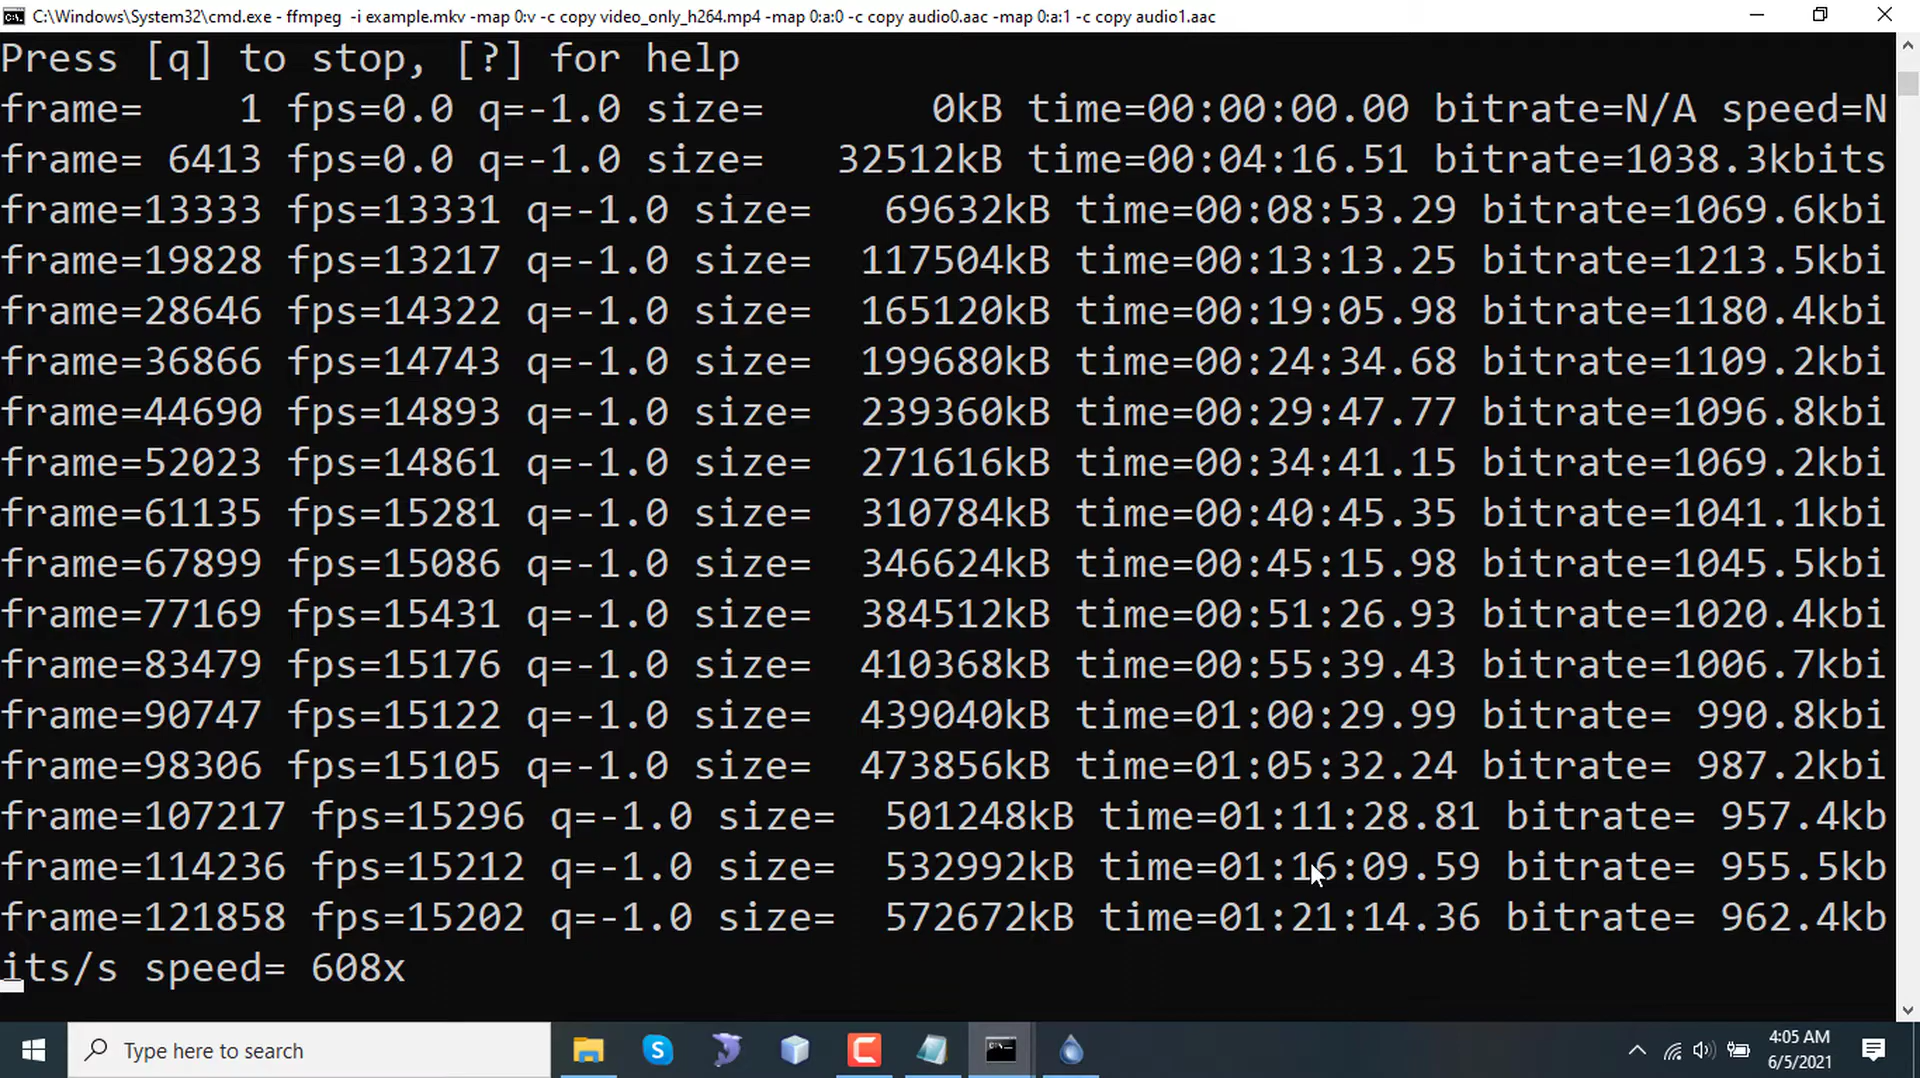 C:\Windows\System32\cmd.exe - ffmpeg  -i example.mkv -map 0:v -c copy video_only_h264.mp4 -map 0:a:0 -c copy audio0.aac -map 0:a:1 -c copy audio1.aac
Press [q] to stop, [?] for help
frame=    1 fps=0.0 q=-1.0 size=       0kB time=00:00:00.00 bitrate=N/A speed=N
frame= 6413 fps=0.0 q=-1.0 size=   32512kB time=00:04:16.51 bitrate=1038.3kbits
frame=13333 fps=13331 q=-1.0 size=   69632kB time=00:08:53.29 bitrate=1069.6kbi
frame=19828 fps=13217 q=-1.0 size=  117504kB time=00:13:13.25 bitrate=1213.5kbi
frame=28646 fps=14322 q=-1.0 size=  165120kB time=00:19:05.98 bitrate=1180.4kbi
frame=36866 fps=14743 q=-1.0 size=  199680kB time=00:24:34.68 bitrate=1109.2kbi
frame=44690 fps=14893 q=-1.0 size=  239360kB time=00:29:47.77 bitrate=1096.8kbi
frame=52023 fps=14861 q=-1.0 size=  271616kB time=00:34:41.15 bitrate=1069.2kbi
frame=61135 fps=15281 q=-1.0 size=  310784kB time=00:40:45.35 bitrate=1041.1kbi
frame=67899 fps=15086 q=-1.0 size=  346624kB time=00:45:15.98 bitrate=1045.5kbi
frame=77169 fps=15431 q=-1.0 size=  384512kB time=00:51:26.93 bitrate=1020.4kbi
frame=83479 fps=15176 q=-1.0 size=  410368kB time=00:55:39.43 bitrate=1006.7kbi
frame=90747 fps=15122 q=-1.0 size=  439040kB time=01:00:29.99 bitrate= 990.8kbi
frame=98306 fps=15105 q=-1.0 size=  473856kB time=01:05:32.24 bitrate= 987.2kbi
frame=107217 fps=15296 q=-1.0 size=  501248kB time=01:11:28.81 bitrate= 957.4kb
frame=114236 fps=15212 q=-1.0 size=  532992kB time=01:16:09.59 bitrate= 955.5kb
frame=121858 fps=15202 q=-1.0 size=  572672kB time=01:21:14.36 bitrate= 962.4kb
its/s speed= 608x
Type here to search
4:05 AM
6/5/2021